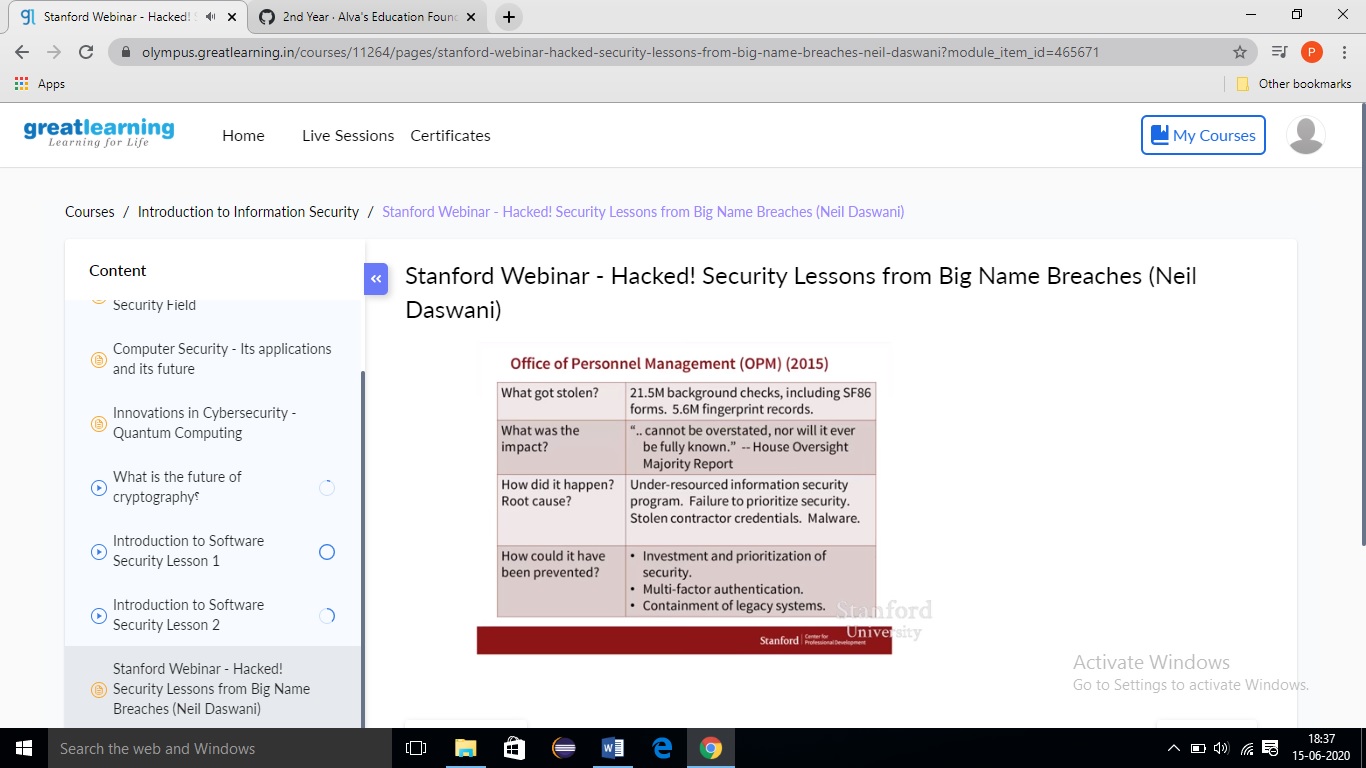 Stanford Webinar - Hacked! S
2nd Year · Alva's Education Found
olympus.greatlearning.in/courses/11264/pages/stanford-webinar-hacked-security-lessons-from-big-name-breaches-neil-daswani?module_item_id=465671
P
Apps
Other bookmarks
greatlearning
Learning for Life
Home
Live Sessions
Certificates
My Courses
Courses / Introduction to Information Security / Stanford Webinar - Hacked! Security Lessons from Big Name Breaches (Neil Daswani)
Content
Security Field
Computer Security - Its applications
and its future
Innovations in Cybersecurity -
Quantum Computing
What is the future of
cryptography?
Introduction to Software
Security Lesson 1
Introduction to Software
Security Lesson 2
Stanford Webinar - Hacked!
Security Lessons from Big Name
Breaches (Neil Daswani)
«
Stanford Webinar - Hacked! Security Lessons from Big Name Breaches (Neil
Daswani)
Office of Personnel Management (OPM) (2015)
What got stolen?
21.5M background checks, including SF86
forms. 5.6M fingerprint records.
What was the
impact?
“.. cannot be overstated, nor will it ever
be fully known.” -- House Oversight
Majority Report
How did it happen?
Root cause?
Under-resourced information security
program. Failure to prioritize security.
Stolen contractor credentials. Malware.
How could it have
been prevented?
• Investment and prioritization of
security.
• Multi-factor authentication.
• Containment of legacy systems.
Stanford
University
Stanford | Center for
Professional Development
Activate Windows
Go to Settings to activate Windows.
Search the web and Windows
18:37
15-06-2020